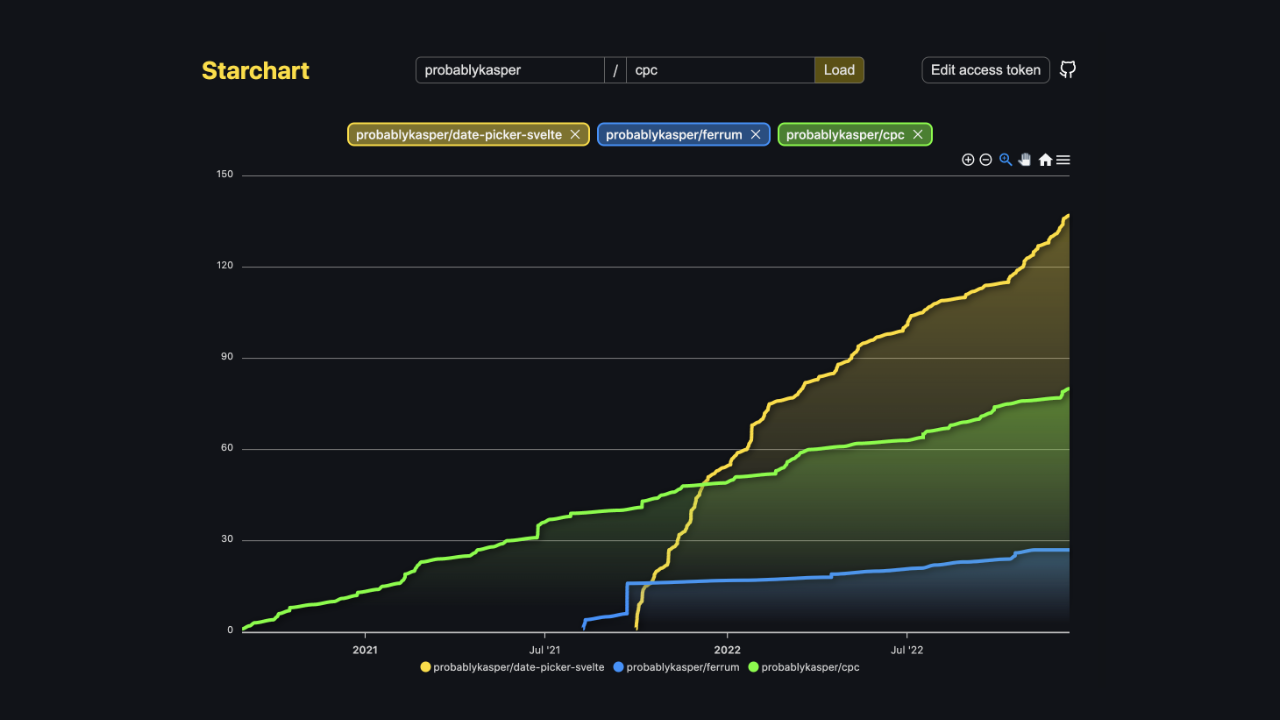 Starchart
probablykasper / cpc Load
Edit access token
probablykasper/date-picker-svelte
probablykasper/ferrum
probablykasper/cpc
150
120
90
60
30
0
2021 Jul '21 2022 Jul '22
probablykasper/date-picker-svelte probablykasper/ferrum probablykasper/cpc